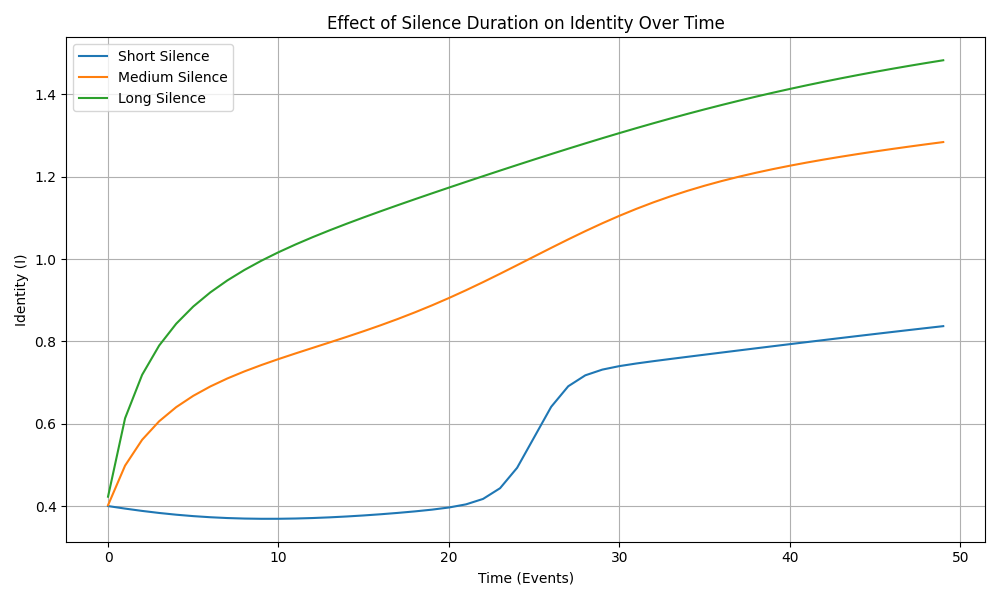 Effect of Silence Duration on Identity Over Time
Short Silence
Medium Silence
Long Silence
Identity (I)
1.4
1.2
1.0
0.8
0.6
0.4
0 10 20 30 40 50
Time (Events)